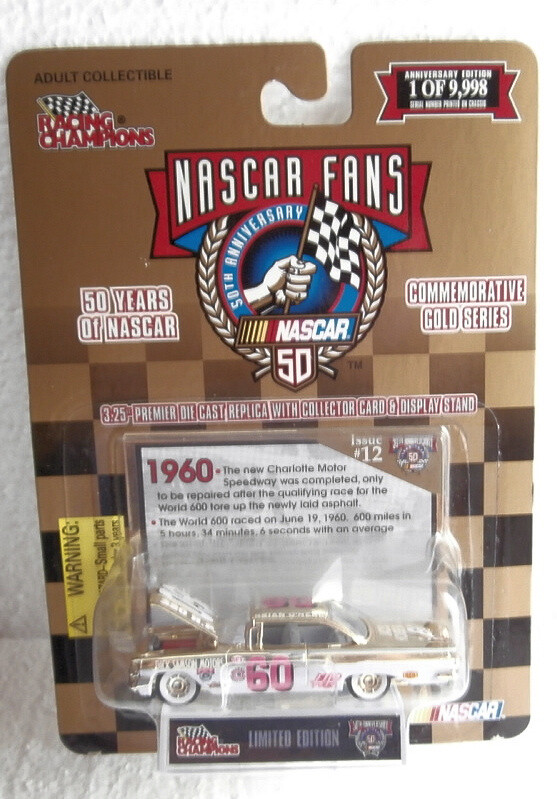 ADULT COLLECTIBLE
RACING
CHAMPIONS
ANNIVERSARY EDITION
1 OF 9,998
SERIAL NUMBER PRINTED ON CHASSIS
NASCAR FANS
50TH ANNIVERSARY
NASCAR
50
TM
50 YEARS
OF NASCAR
COMMEMORATIVE
GOLD SERIES
3.25" PREMIER DIE CAST REPLICA WITH COLLECTOR CARD & DISPLAY STAND
issue
#12
1960 • The new Charlotte Motor
Speedway was completed, only
to be repaired after the qualifying race for the
World 600 tore up the newly laid asphalt.
• The World 600 raced on June 19, 1960. 600 miles in
5 hours, 34 minutes, 6 seconds with an average
WARNING:
Small parts
60
RACING
CHAMPIONS
LIMITED EDITION
NASCAR